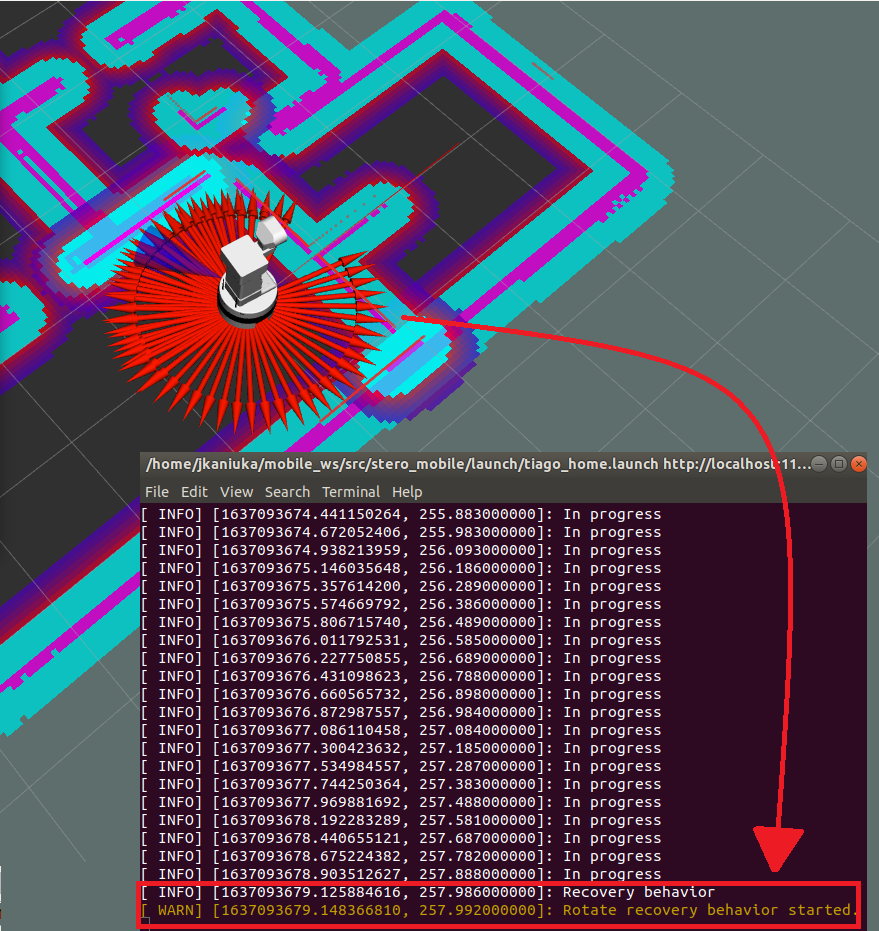 /home/jkaniuka/mobile_ws/src/stero_mobile/launch/tiago_home.launch http://localhost:11...
File Edit View Search Terminal Help
[ INFO] [1637093674.441150264, 255.883000000]: In progress
[ INFO] [1637093674.672052406, 255.983000000]: In progress
[ INFO] [1637093674.938213959, 256.093000000]: In progress
[ INFO] [1637093675.146035648, 256.186000000]: In progress
[ INFO] [1637093675.357614200, 256.289000000]: In progress
[ INFO] [1637093675.574669792, 256.386000000]: In progress
[ INFO] [1637093675.806715740, 256.489000000]: In progress
[ INFO] [1637093676.011792531, 256.585000000]: In progress
[ INFO] [1637093676.227750855, 256.689000000]: In progress
[ INFO] [1637093676.431098623, 256.788000000]: In progress
[ INFO] [1637093676.660565732, 256.898000000]: In progress
[ INFO] [1637093676.872987557, 256.984000000]: In progress
[ INFO] [1637093677.086110458, 257.084000000]: In progress
[ INFO] [1637093677.300423632, 257.185000000]: In progress
[ INFO] [1637093677.534984557, 257.287000000]: In progress
[ INFO] [1637093677.744250364, 257.383000000]: In progress
[ INFO] [1637093677.969881692, 257.488000000]: In progress
[ INFO] [1637093678.192283289, 257.581000000]: In progress
[ INFO] [1637093678.440655121, 257.687000000]: In progress
[ INFO] [1637093678.675224382, 257.782000000]: In progress
[ INFO] [1637093678.903512627, 257.888000000]: In progress
[ INFO] [1637093679.125884616, 257.986000000]: Recovery behavior
[ WARN] [1637093679.148366810, 257.992000000]: Rotate recovery behavior started.